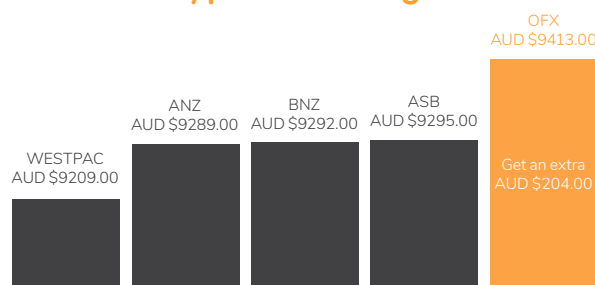 OFX
AUD $9413.00
ANZ
AUD $9289.00
BNZ
AUD $9292.00
ASB
AUD $9295.00
WESTPAC
AUD $9209.00
Get an extra
AUD $204.00